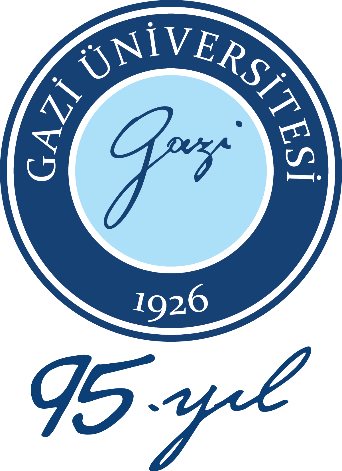 GAZİ ÜNİVERSİTESİ
Gazi
1926
95.yıl